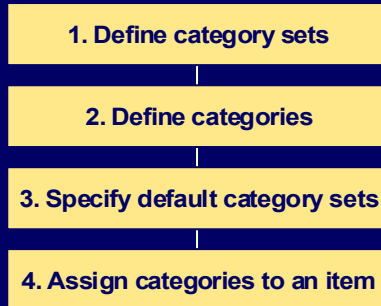 1. Define category sets
2. Define categories
3. Specify default category sets
4. Assign categories to an item